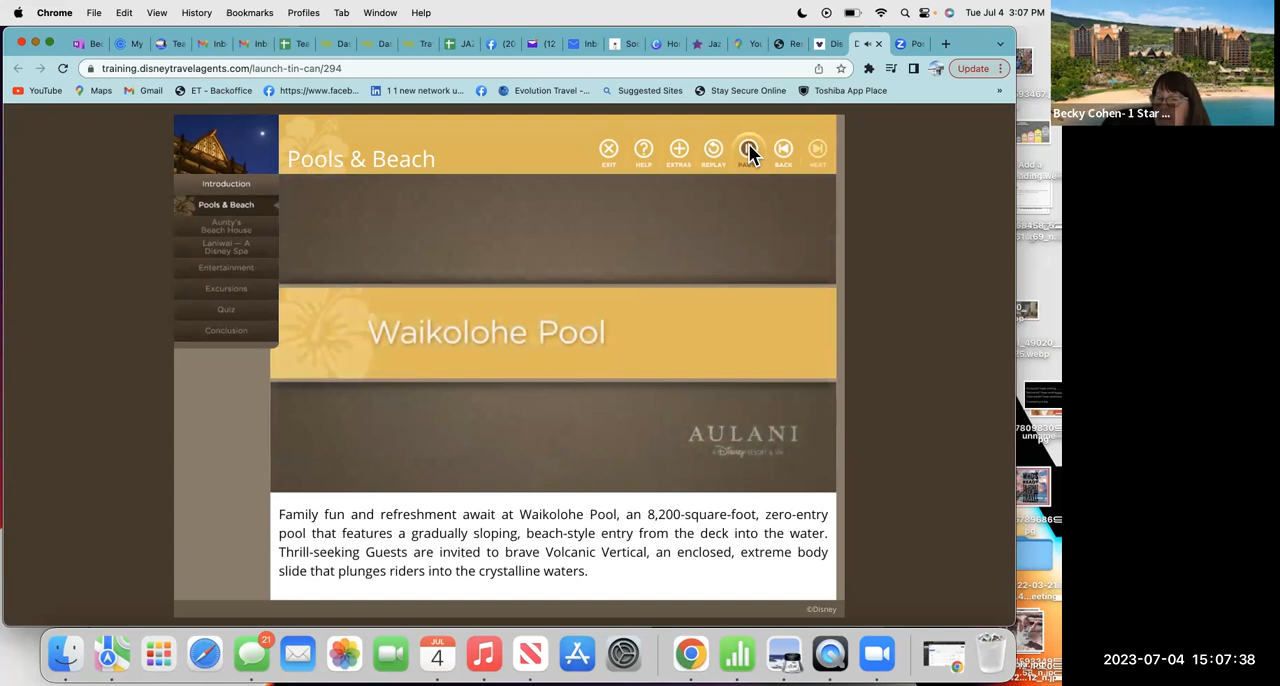 Chrome File Edit View History Bookmarks Profiles Tab Window Help
Tue Jul 4 3:07 PM
training.disneytravelagents.com/launch-tin-can/294
Update
YouTube Maps Gmail ET - Backoffice https://www.faceb... 1 1 new network u... Evolution Travel -... Suggested Sites Stay Secure Online Toshiba App Place »
Becky Cohen- 1 Star ...
Pools & Beach
EXIT HELP EXTRAS REPLAY BACK NEXT
Introduction
Pools & Beach
Aunty's
Beach House
Laniwai — A
Disney Spa
Entertainment
Excursions
Quiz
Conclusion
Waikolohe Pool
AULANI
A Disney RESORT & SPA
Family fun and refreshment await at Waikolohe Pool, an 8,200-square-foot, zero-entry
pool that features a gradually sloping, beach-style entry from the deck into the water.
Thrill-seeking Guests are invited to brave Volcanic Vertical, an enclosed, extreme body
slide that plunges riders into the crystalline waters.
©Disney
21
JUL
4
2023-07-04 15:07:38